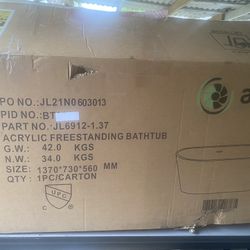 PO NO.:JL21N0603013
PID NO.:BT
PART NO.:JL6912-1.37
ACRYLIC FREESTANDING BATHTUB
G.W.: 42.0 KGS
N.W.: 34.0 KGS
SIZE: 1370*730*560 MM
QTY: 1PC/CARTON
UPC